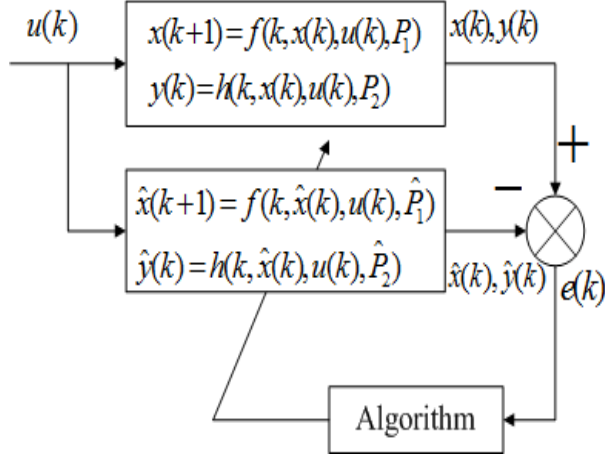 u(k)
x(k+1)=f(k,x(k),u(k),P₁)
y(k)=h(k,x(k),u(k),P₂)
x(k),y(k)
+
−
x̂(k+1)=f(k,x̂(k),u(k),P̂₁)
ŷ(k)=h(k,x̂(k),u(k),P̂₂)
x̂(k),ŷ(k)
e(k)
Algorithm